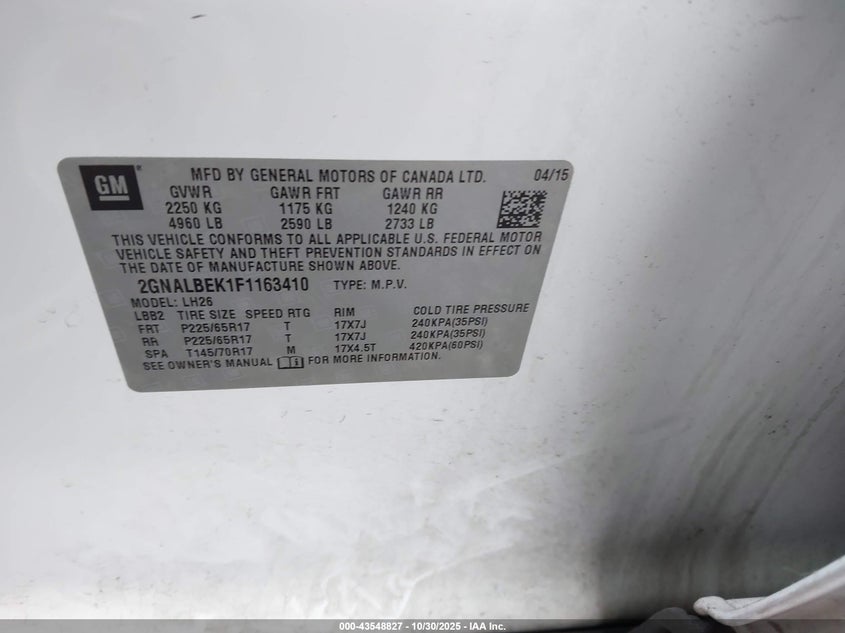 GM
MFD BY GENERAL MOTORS OF CANADA LTD. 04/15
GVWR GAWR FRT GAWR RR
2250 KG 1175 KG 1240 KG
4960 LB 2590 LB 2733 LB
THIS VEHICLE CONFORMS TO ALL APPLICABLE U.S. FEDERAL MOTOR
VEHICLE SAFETY AND THEFT PREVENTION STANDARDS IN EFFECT ON
THE DATE OF MANUFACTURE SHOWN ABOVE.
2GNALBEK1F1163410 TYPE: M.P.V.
MODEL: LH26
LBB2 TIRE SIZE SPEED RTG RIM COLD TIRE PRESSURE
FRT P225/65R17 T 17X7J 240KPA(35PSI)
RR P225/65R17 T 17X7J 240KPA(35PSI)
SPA T145/70R17 M 17X4.5T 420KPA(60PSI)
SEE OWNER'S MANUAL FOR MORE INFORMATION.
000-43548827 - 10/30/2025 - IAA Inc.